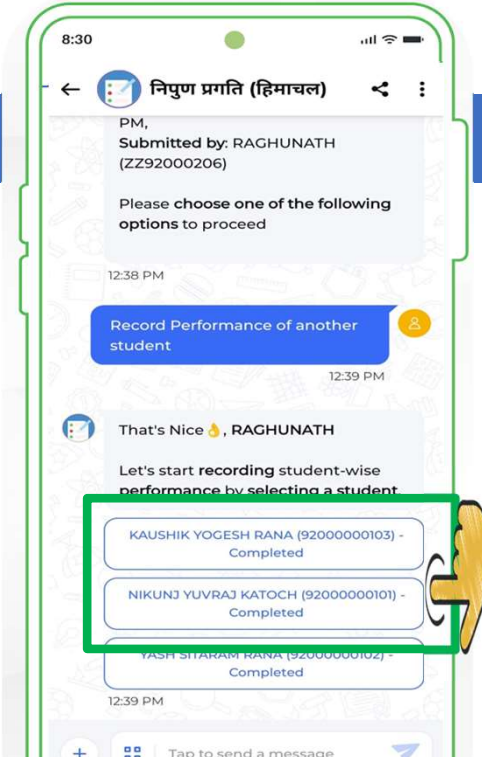 8:30
निपुण प्रगति (हिमाचल)
PM,
Submitted by: RAGHUNATH
(ZZ92000206)
Please choose one of the following
options to proceed
12:38 PM
Record Performance of another
student
12:39 PM
That's Nice👌, RAGHUNATH
Let's start recording student-wise
performance by selecting a student.
KAUSHIK YOGESH RANA (92000000103) -
Completed
NIKUNJ YUVRAJ KATOCH (92000000101) -
Completed
YASH SITARAM RANA (92000000102) -
Completed
12:39 PM
Tap to send a message